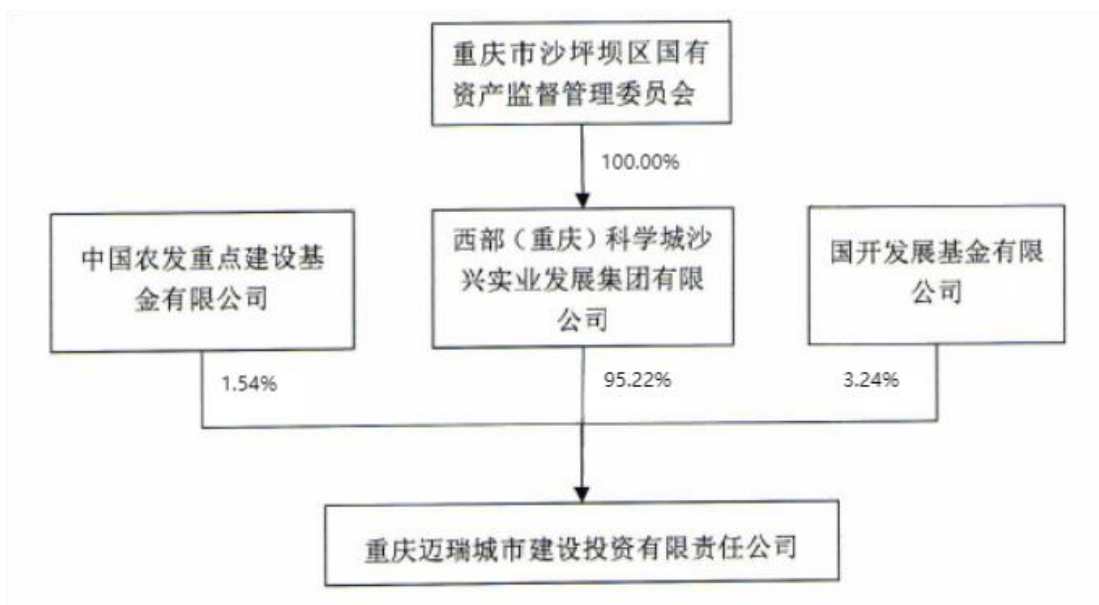 重庆市沙坪坝区国有
资产监督管理委员会
100.00%
中国农发重点建设基
金有限公司
西部（重庆）科学城沙
兴实业发展集团有限
公司
国开发展基金有限
公司
1.54%
95.22%
3.24%
重庆迈瑞城市建设投资有限责任公司